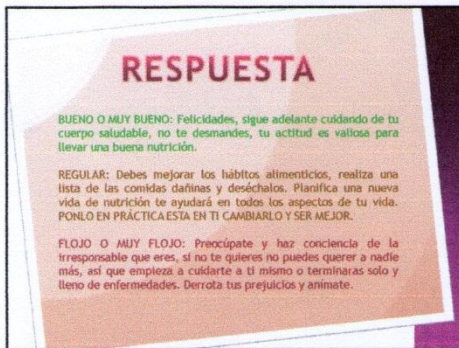 RESPUESTA
BUENO O MUY BUENO: Felicidades, sigue adelante cuidando de tu
cuerpo saludable, no te desmandes, tu actitud es valiosa para
llevar una buena nutrición.
REGULAR: Debes mejorar los hábitos alimenticios, realiza una
lista de las comidas dañinas y deséchalos. Planifica una nueva
vida de nutrición te ayudará en todos los aspectos de tu vida.
PONLO EN PRÁCTICA ESTA EN TI CAMBIARLO Y SER MEJOR.
FLOJO O MUY FLOJO: Preocúpate y haz conciencia de la
irresponsable que eres, si no te quieres no puedes querer a nadie
más, así que empieza a cuidarte a ti mismo o terminaras solo y
lleno de enfermedades. Derrota tus prejuicios y anímate.